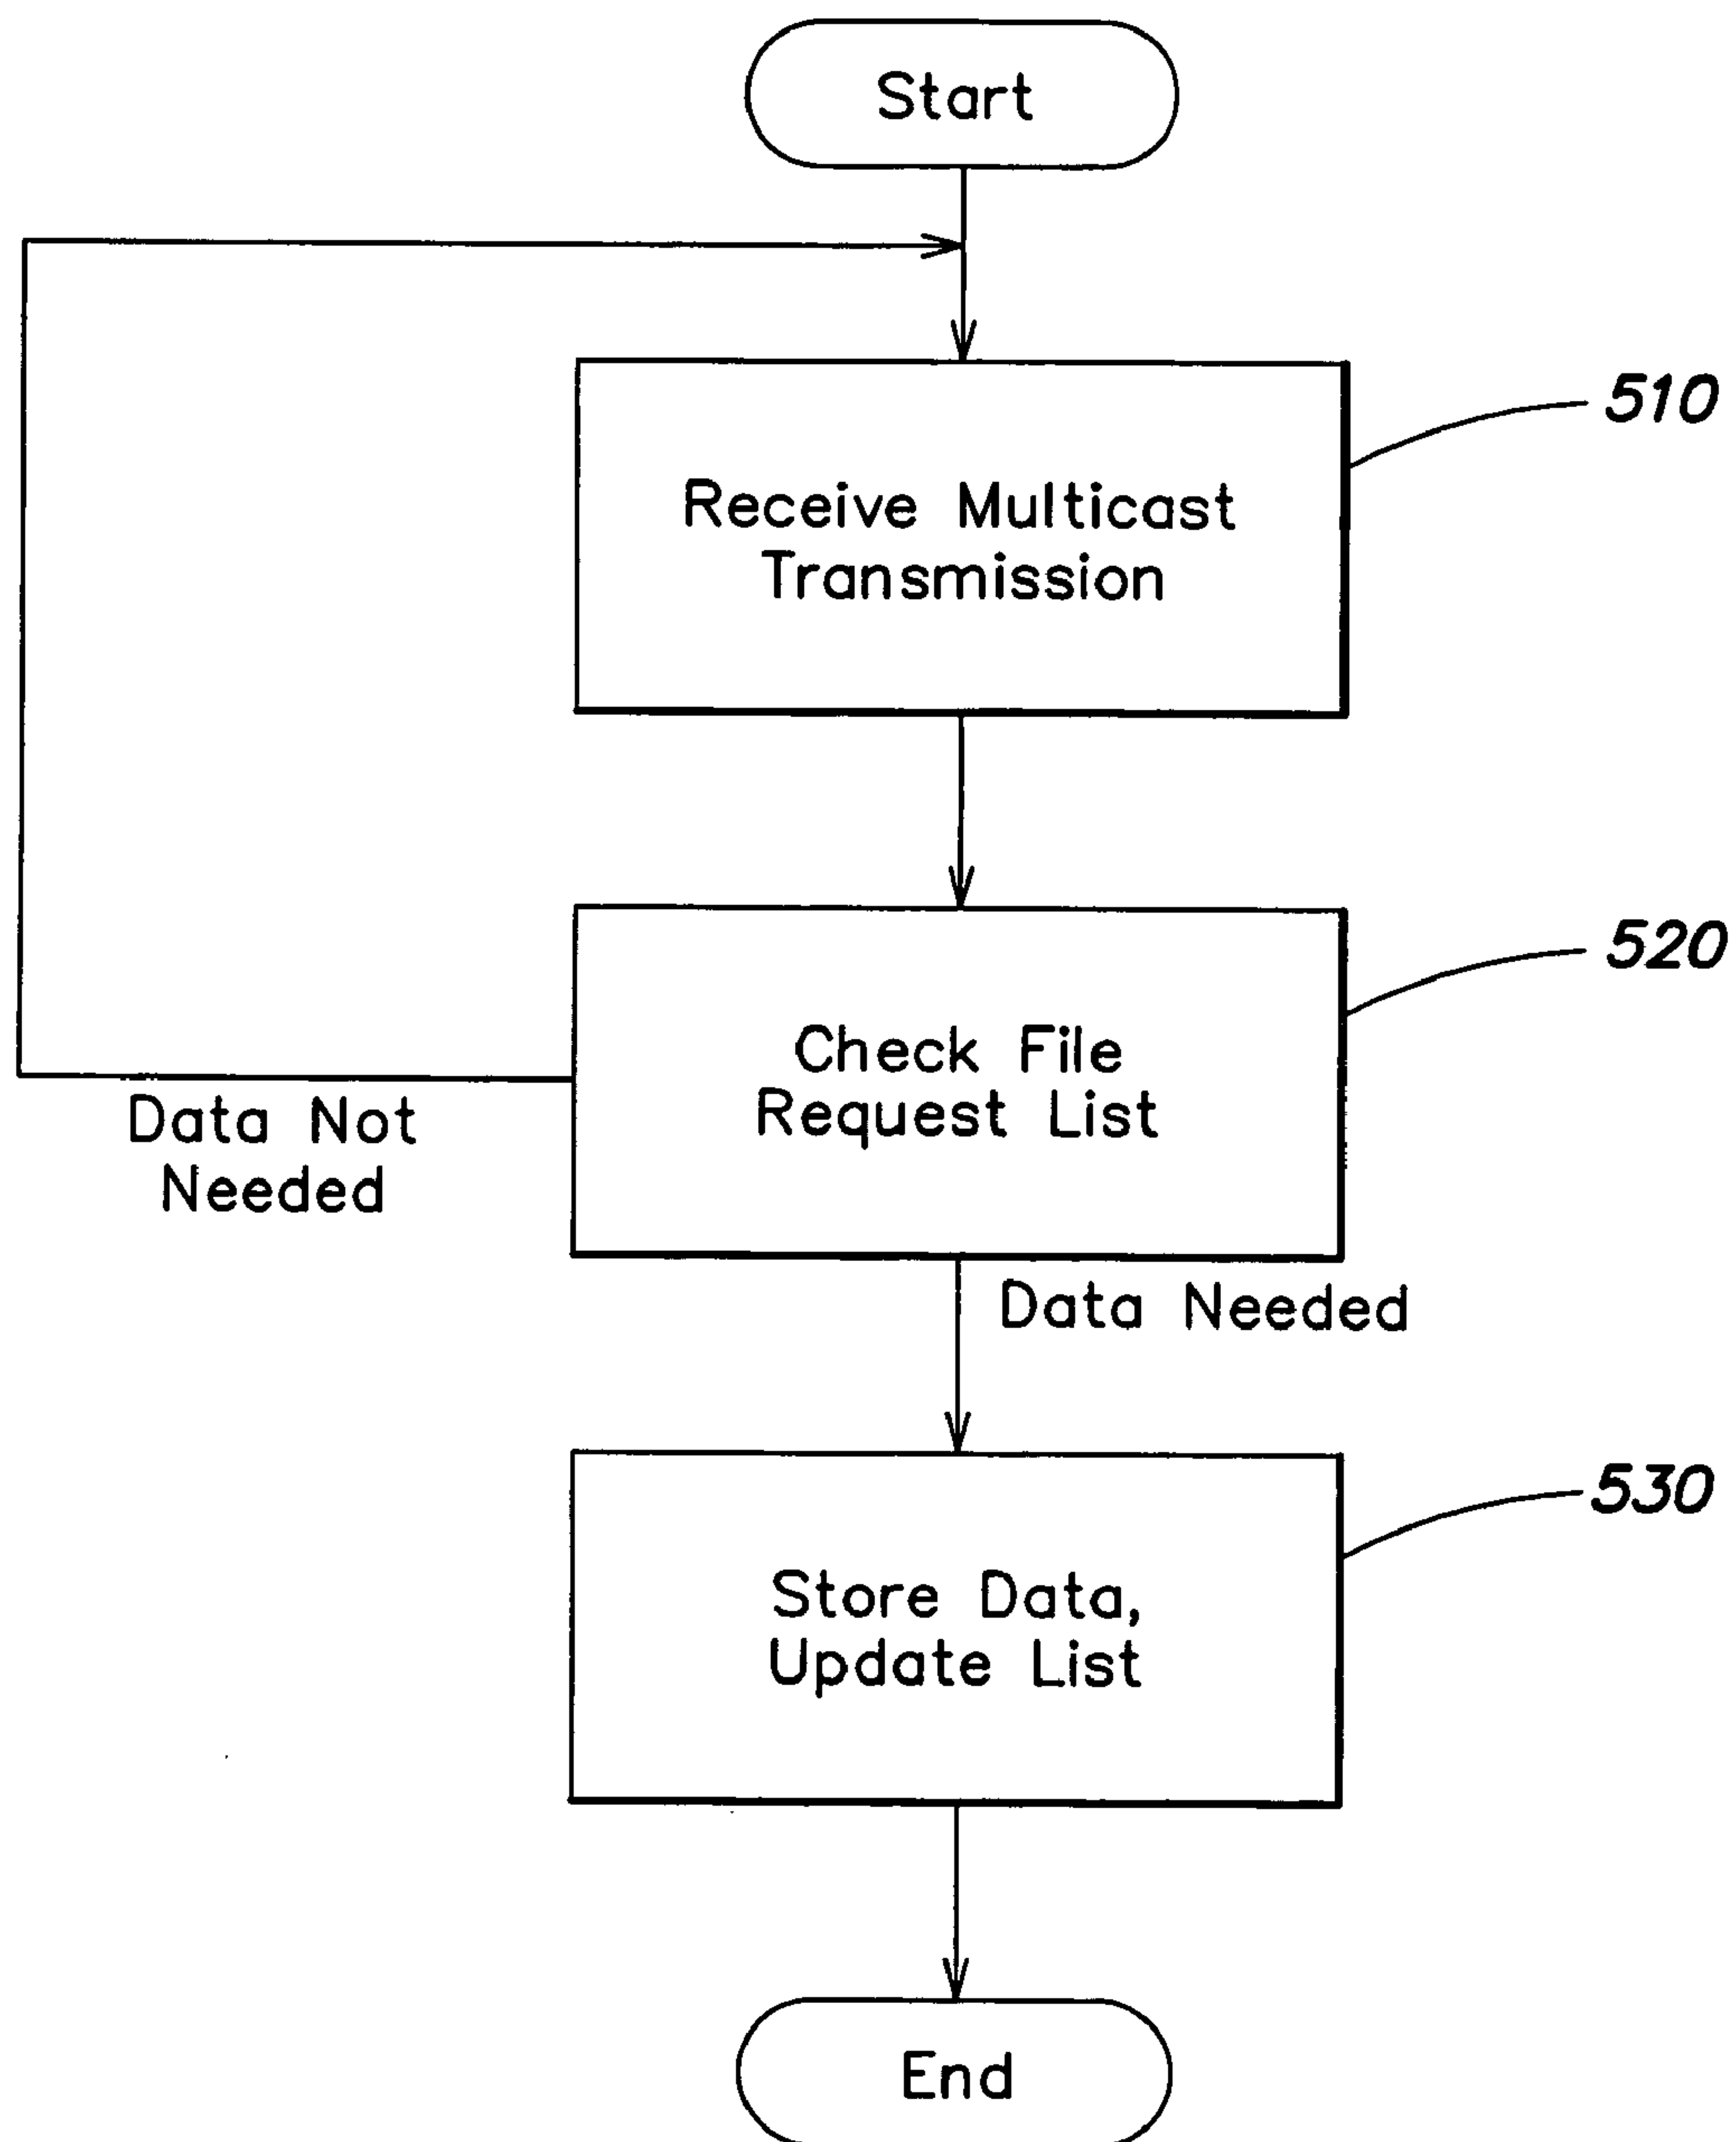 Start
510
Receive Multicast
Transmission
520
Check File
Request List
Data Not
Needed
Data Needed
530
Store Data,
Update List
End